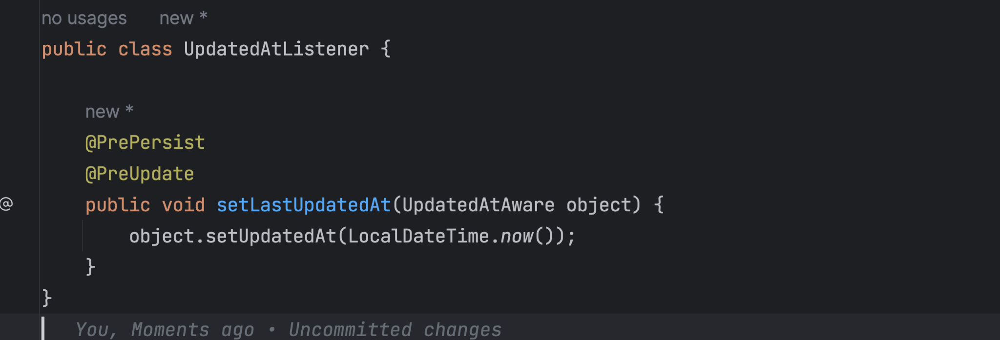 no usages new *
public class UpdatedAtListener {
new *
@PrePersist
@PreUpdate
@
public void setLastUpdatedAt(UpdatedAtAware object) {
object.setUpdatedAt(LocalDateTime.now());
}
}
You, Moments ago • Uncommitted changes